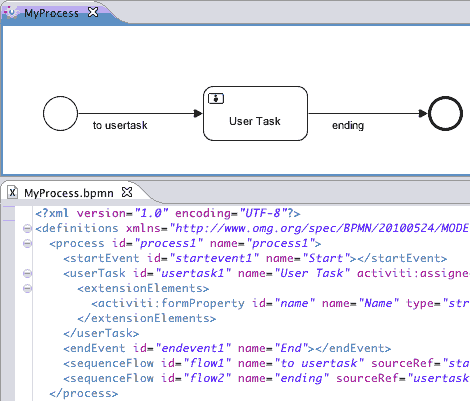 MyProcess
to usertask
User Task
ending
MyProcess.bpmn
<?xml version="1.0" encoding="UTF-8"?>
<definitions xmlns="http://www.omg.org/spec/BPMN/20100524/MODE
<process id="process1" name="process1">
<startEvent id="startevent1" name="Start"></startEvent>
<userTask id="usertask1" name="User Task" activiti:assigne
<extensionElements>
<activiti:formProperty id="name" name="Name" type="str
</extensionElements>
</userTask>
<endEvent id="endevent1" name="End"></endEvent>
<sequenceFlow id="flow1" name="to usertask" sourceRef="sta
<sequenceFlow id="flow2" name="ending" sourceRef="usertask
</process>